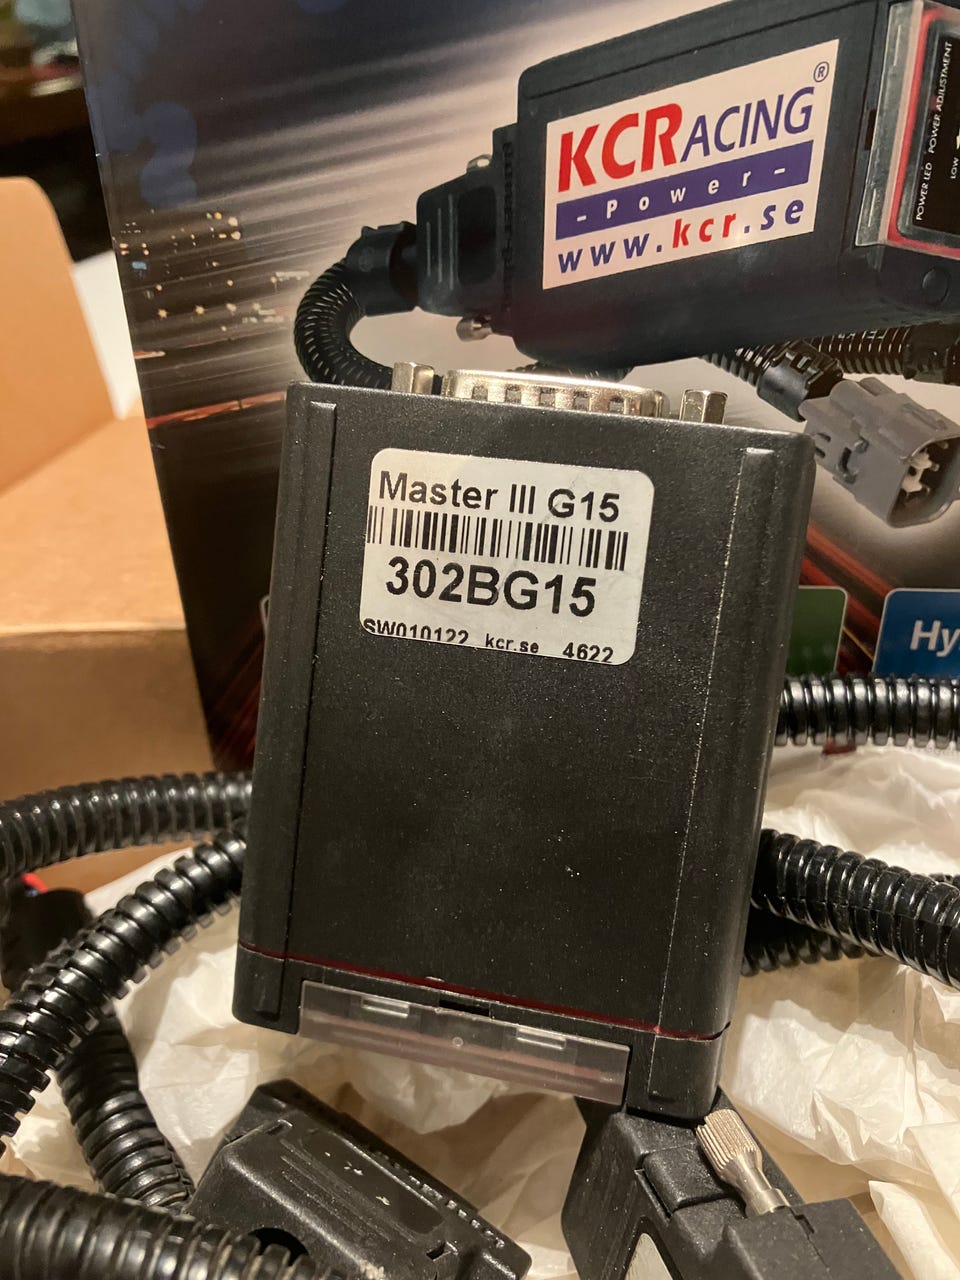 KCRACING®
- Power -
www.kcr.se
POWER LED POWER ADJUSTMENT
LOW
Master III G15
302BG15
SW010122 kcr.se 4622
Hy